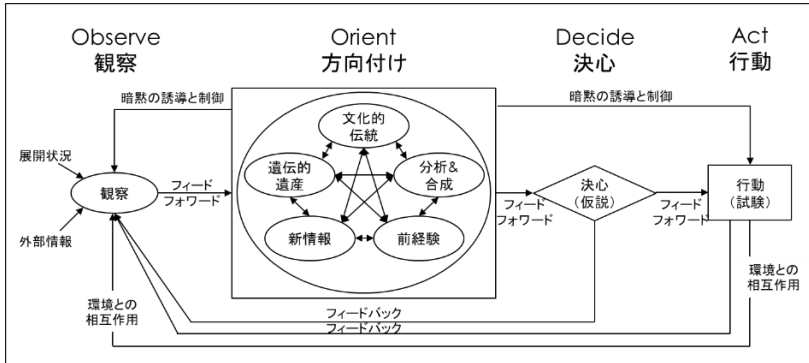 Observe
観察
Orient
方向付け
Decide
決心
Act
行動
暗黙の誘導と制御
暗黙の誘導と制御
展開状況
観察
外部情報
フィード
フォワード
文化的
伝統
遺伝的
遺産
分析&
合成
新情報
前経験
フィード
フォワード
決心
(仮説)
フィード
フォワード
行動
(試験)
環境との
相互作用
フィードバック
フィードバック
環境との
相互作用